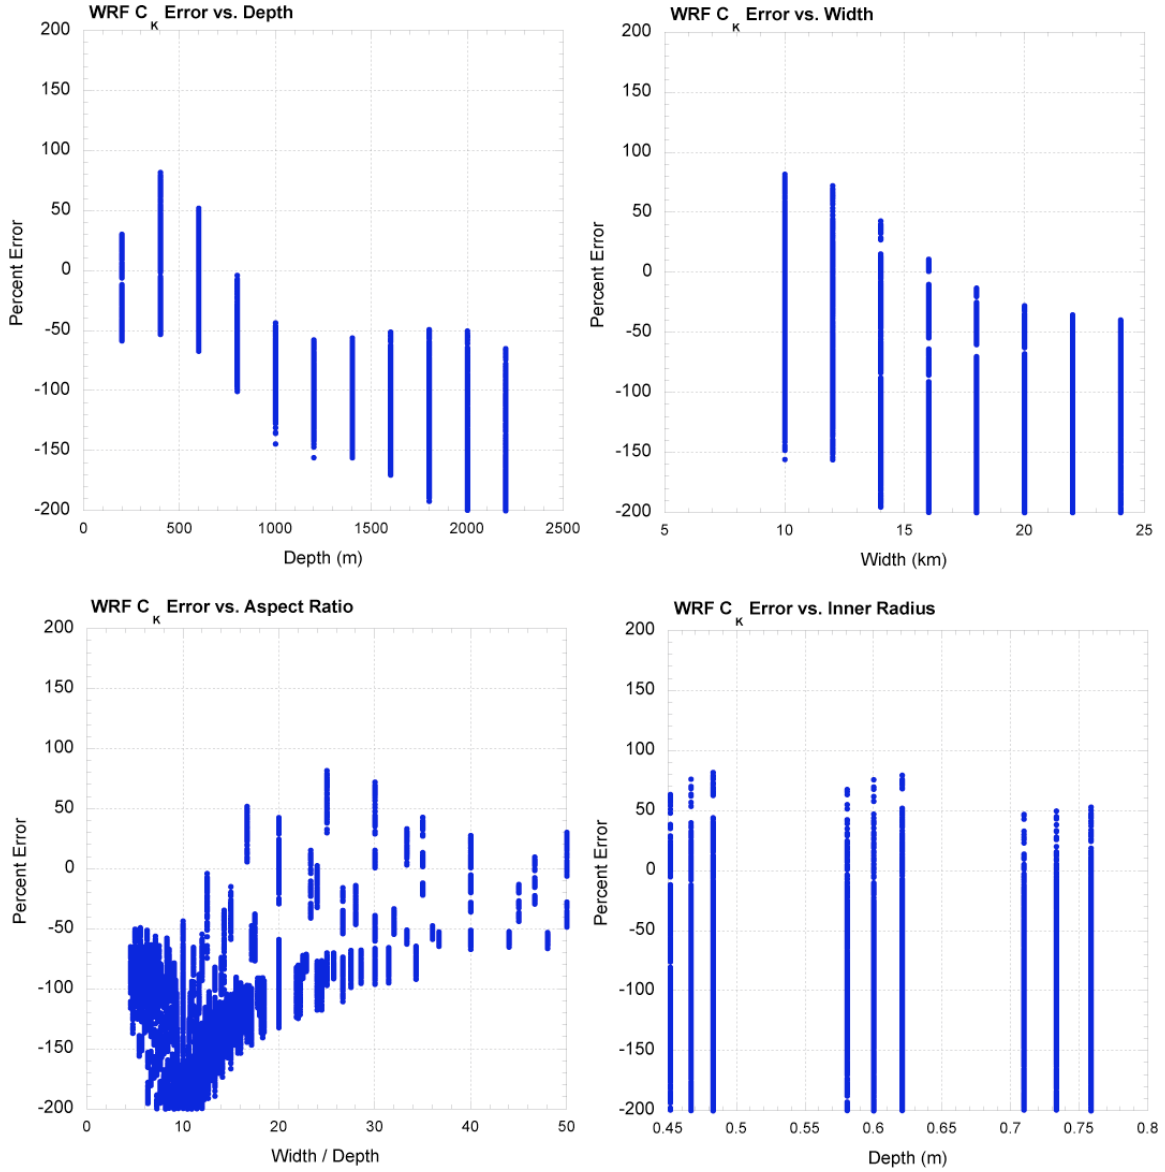 WRF C K Error vs. Depth
200
150
100
50
0
-50
-100
-150
-200
Percent Error
0 500 1000 1500 2000 2500
Depth (m)
WRF C K Error vs. Width
200
150
100
50
0
-50
-100
-150
-200
Percent Error
5 10 15 20 25
Width (km)
WRF C K Error vs. Aspect Ratio
200
150
100
50
0
-50
-100
-150
-200
Percent Error
0 10 20 30 40 50
Width / Depth
WRF C K Error vs. Inner Radius
200
150
100
50
0
-50
-100
-150
-200
Percent Error
0.45 0.5 0.55 0.6 0.65 0.7 0.75 0.8
Depth (m)